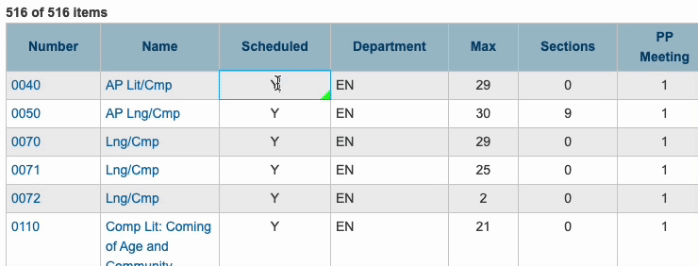 516 of 516 items
Number Name Scheduled Department Max Sections PP Meeting
0040 AP Lit/Cmp Y EN 29 0 1
0050 AP Lng/Cmp Y EN 30 9 1
0070 Lng/Cmp Y EN 29 0 1
0071 Lng/Cmp Y EN 25 0 1
0072 Lng/Cmp Y EN 2 0 1
0110 Comp Lit: Coming Y EN 21 0 1
of Age and
Community